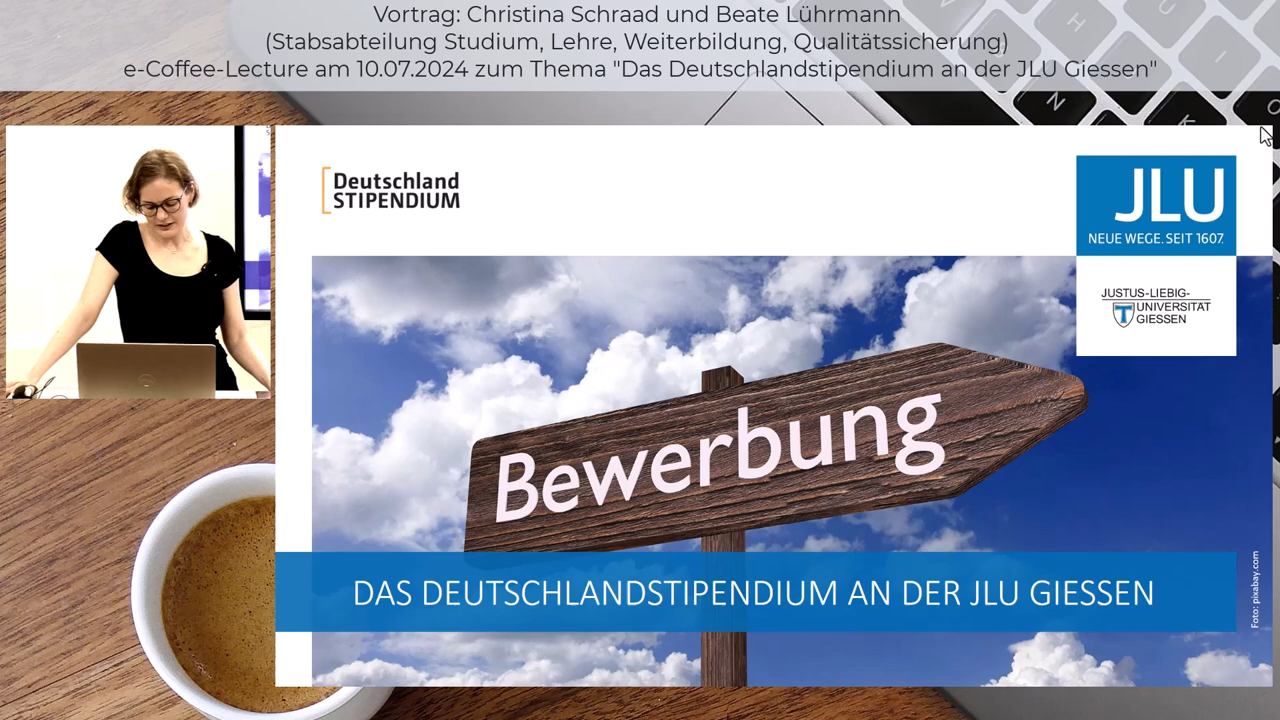 Vortrag: Christina Schraad und Beate Lührmann
(Stabsabteilung Studium, Lehre, Weiterbildung, Qualitätssicherung)
e-Coffee-Lecture am 10.07.2024 zum Thema "Das Deutschlandstipendium an der JLU Giessen"
Deutschland
STIPENDIUM
JLU
NEUE WEGE. SEIT 1607.
JUSTUS-LIEBIG-
UNIVERSITÄT
GIESSEN
Bewerbung
DAS DEUTSCHLANDSTIPENDIUM AN DER JLU GIESSEN
Foto: pixabay.com